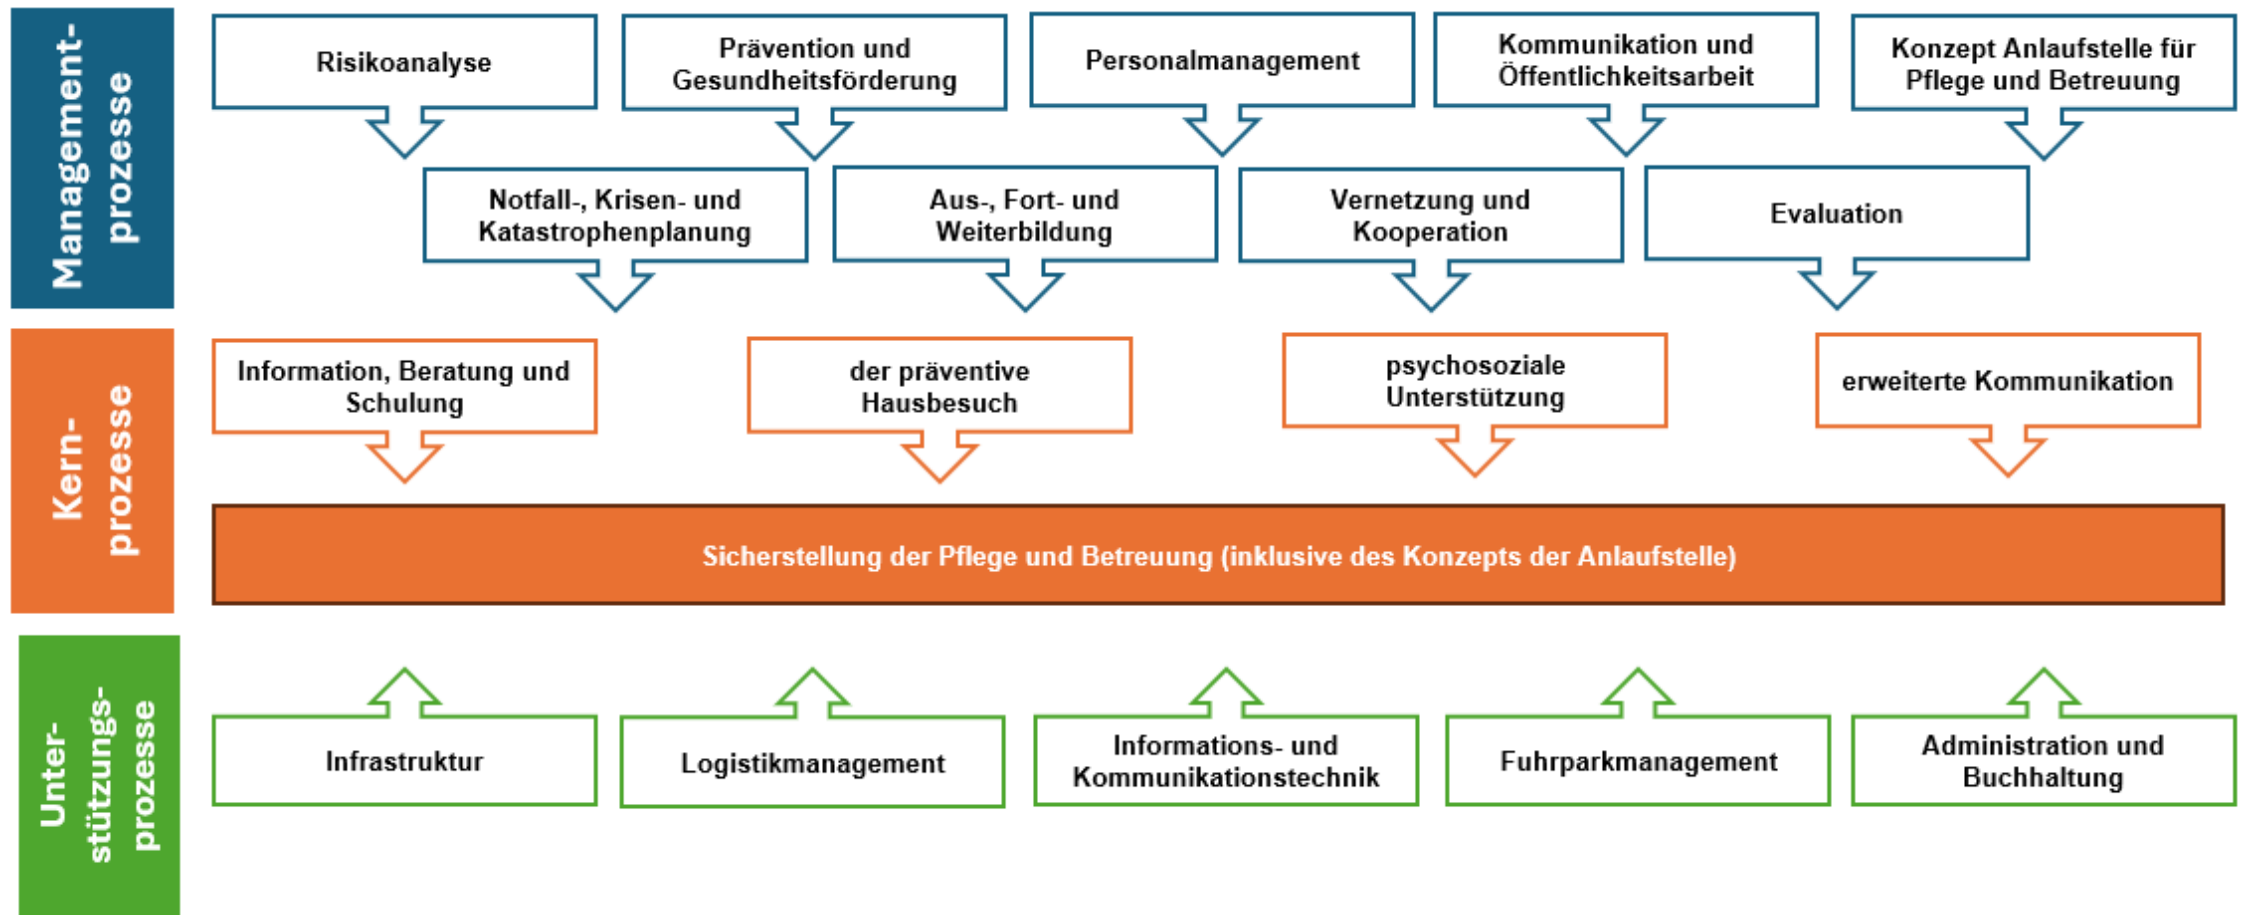 Management-
prozesse
Risikoanalyse
Prävention und
Gesundheitsförderung
Personalmanagement
Kommunikation und
Öffentlichkeitsarbeit
Konzept Anlaufstelle für
Pflege und Betreuung
Notfall-, Krisen- und
Katastrophenplanung
Aus-, Fort- und
Weiterbildung
Vernetzung und
Kooperation
Evaluation
Kern-
prozesse
Information, Beratung und
Schulung
der präventive
Hausbesuch
psychosoziale
Unterstützung
erweiterte Kommunikation
Sicherstellung der Pflege und Betreuung (inklusive des Konzepts der Anlaufstelle)
Unter-
stützungs-
prozesse
Infrastruktur
Logistikmanagement
Informations- und
Kommunikationstechnik
Fuhrparkmanagement
Administration und
Buchhaltung